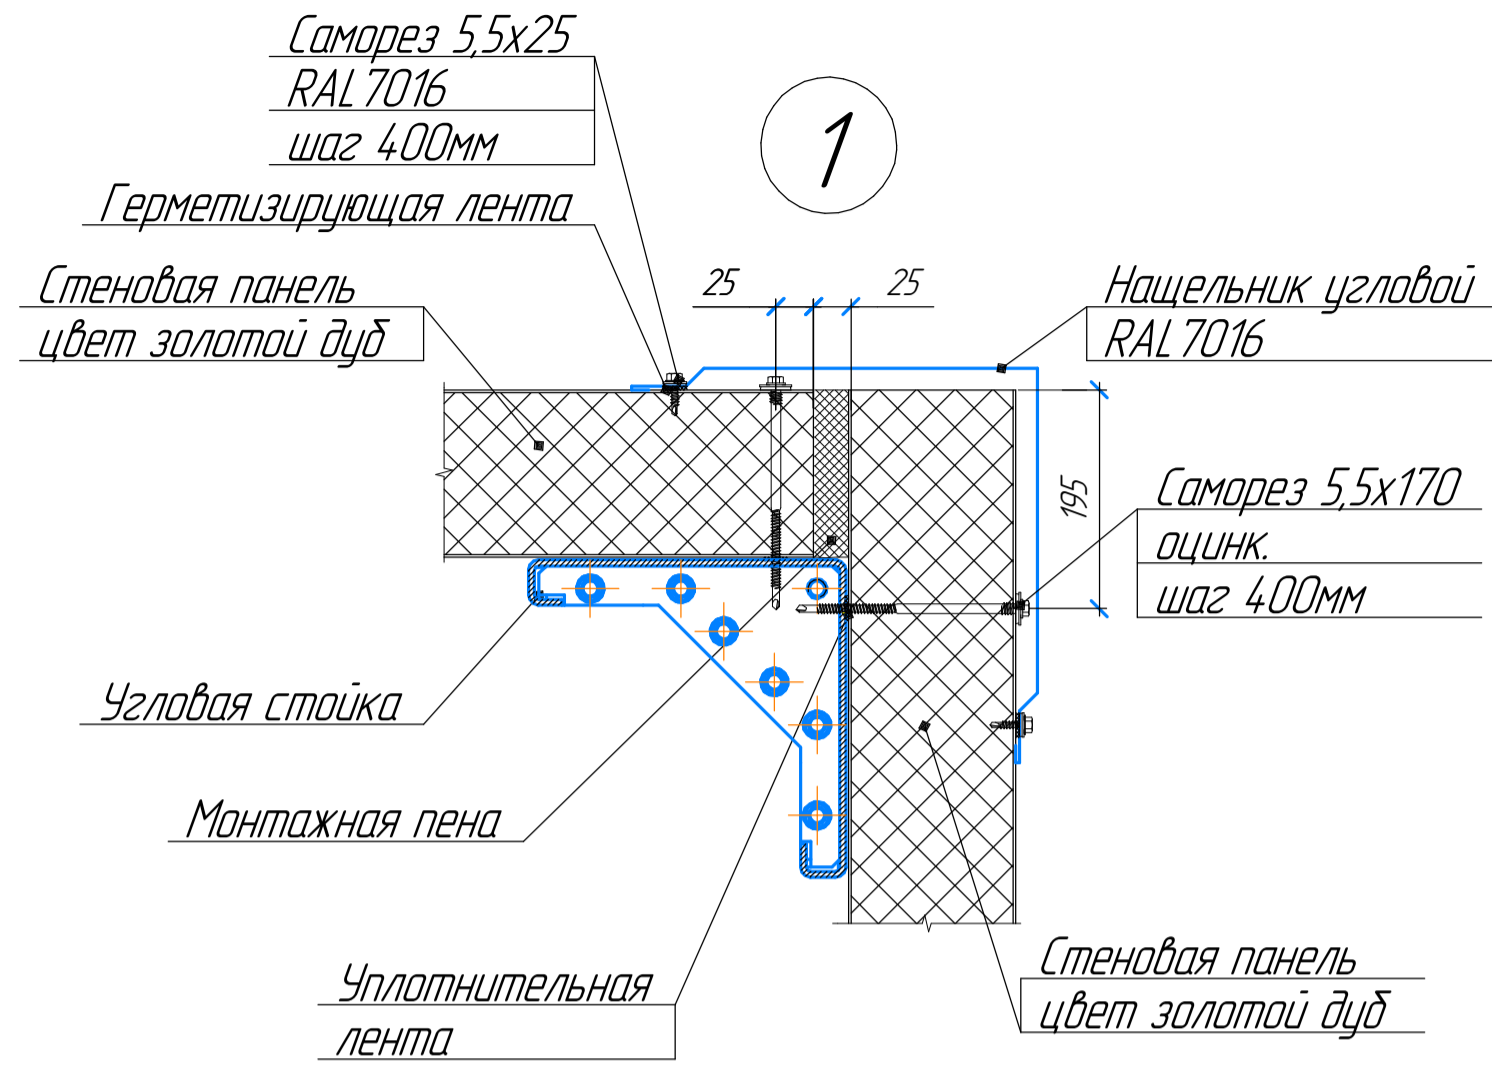 Саморез 5,5х25
RAL 7016
шаг 400мм
1
Герметизирующая лента
Стеновая панель
цвет золотой дуб
25
25
Нащельник угловой
RAL 7016
195
Саморез 5,5х170
оцинк.
шаг 400мм
Угловая стойка
Монтажная пена
Уплотнительная
лента
Стеновая панель
цвет золотой дуб